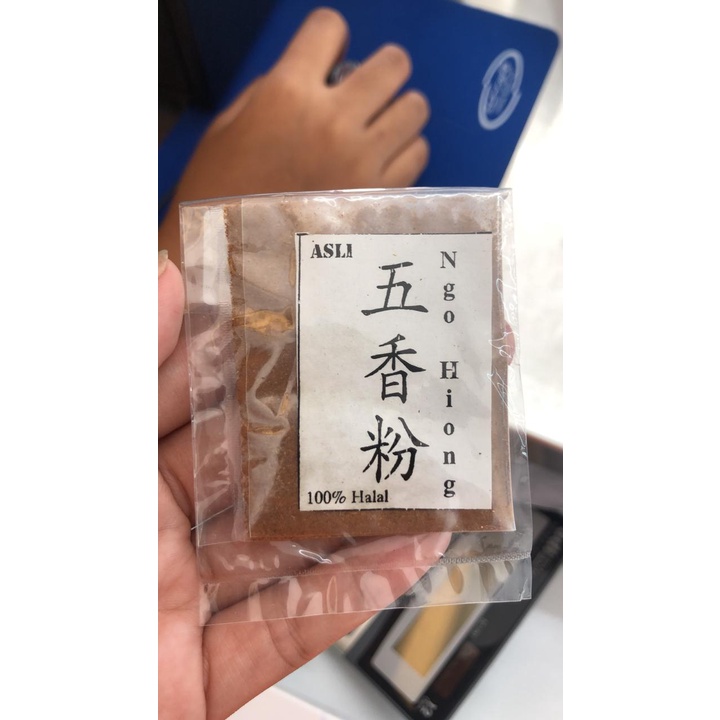 ASLI
五香粉
Ngo Hiong
100% Halal